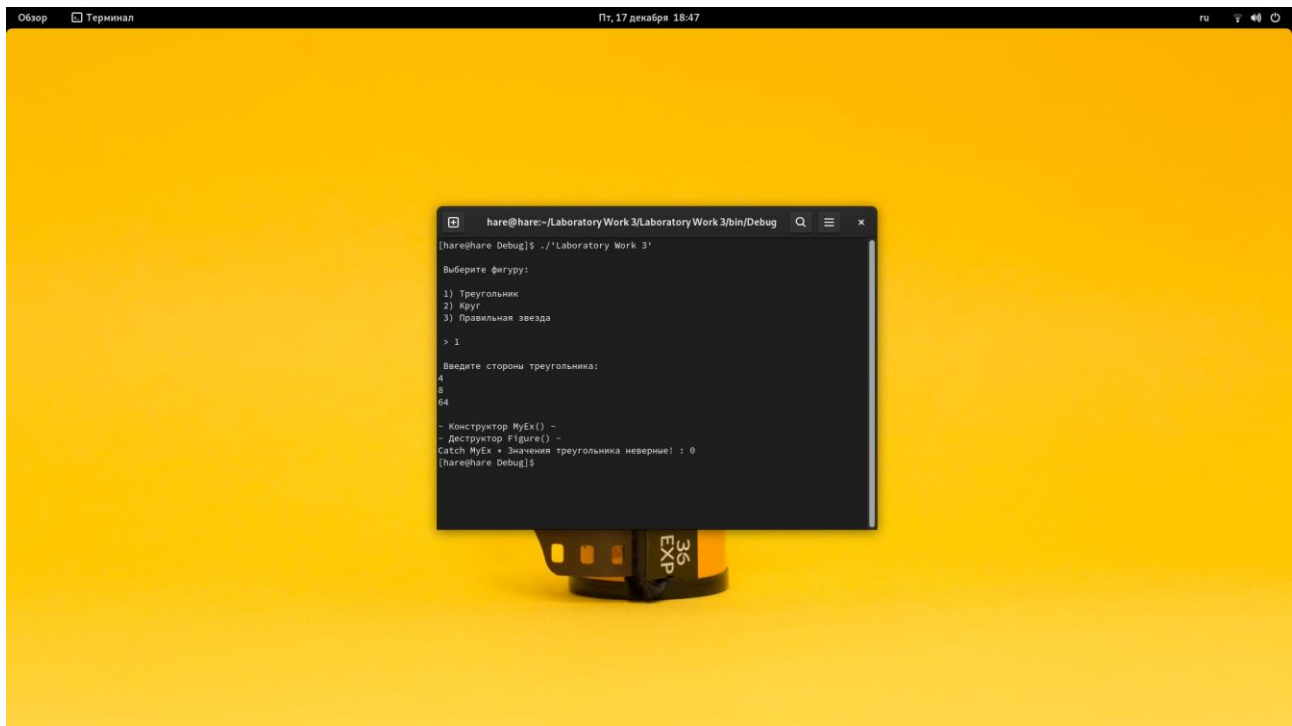 Обзор Терминал Пт, 17 декабря 18:47 ru
hare@hare:~/Laboratory Work 3/Laboratory Work 3/bin/Debug
[hare@hare Debug]$ ./'Laboratory Work 3'
Выберите фигуру:
1) Треугольник
2) Круг
3) Правильная звезда
> 1
Введите стороны треугольника:
4
8
64
- Конструктор MyEx() -
- Деструктор Figure() -
Catch MyEx * Значения треугольника неверные! : 0
[hare@hare Debug]$
36
EXP